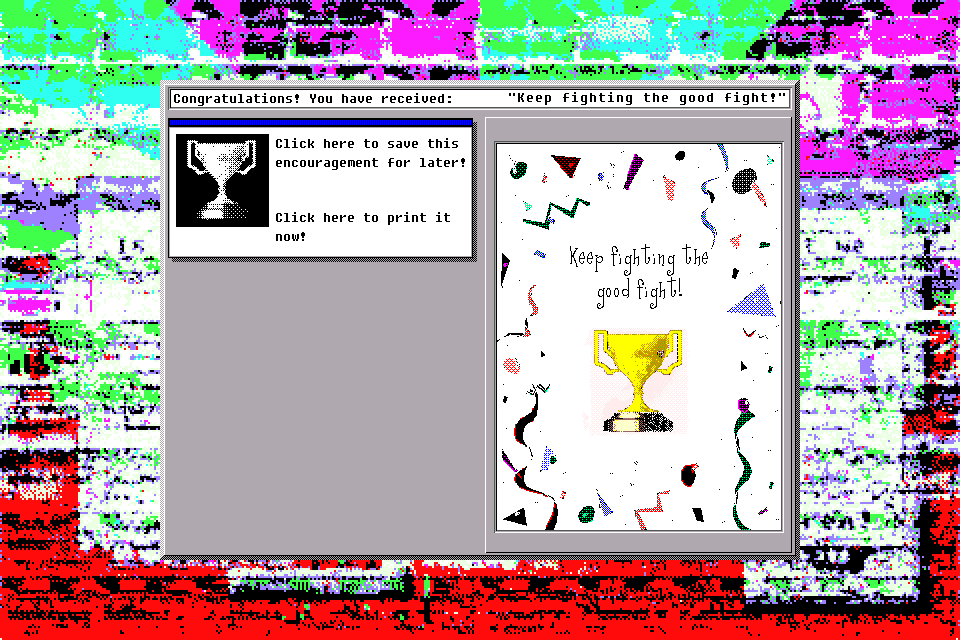 Congratulations! You have received: "Keep fighting the good fight!"
Click here to save this
encouragement for later!
Click here to print it
now!
Keep fighting the
good fight!